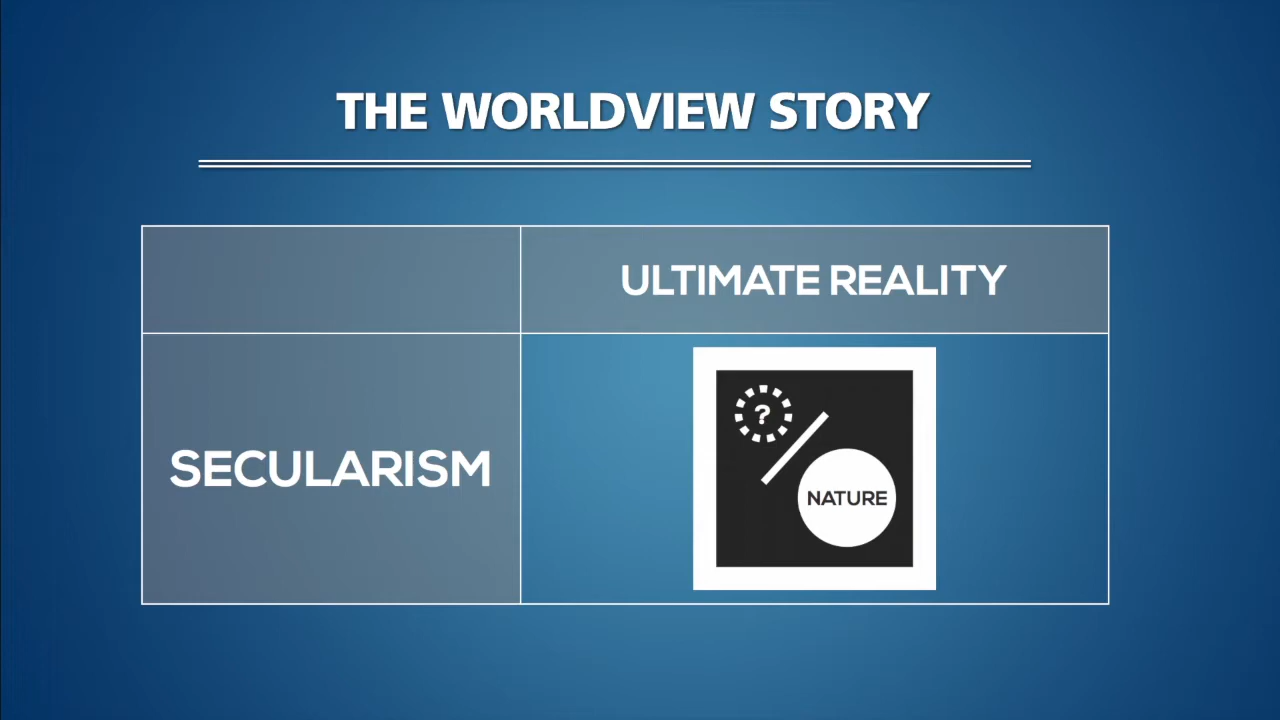 THE WORLDVIEW STORY
ULTIMATE REALITY
SECULARISM
?
NATURE